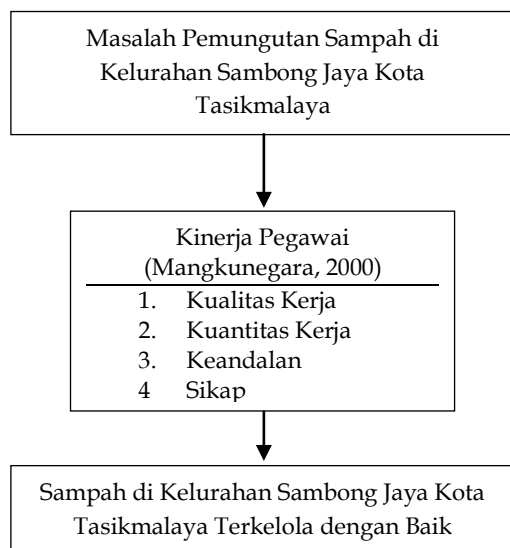 Masalah Pemungutan Sampah di
Kelurahan Sambong Jaya Kota
Tasikmalaya
Kinerja Pegawai
(Mangkunegara, 2000)
1. Kualitas Kerja
2. Kuantitas Kerja
3. Keandalan
4 Sikap
Sampah di Kelurahan Sambong Jaya Kota
Tasikmalaya Terkelola dengan Baik